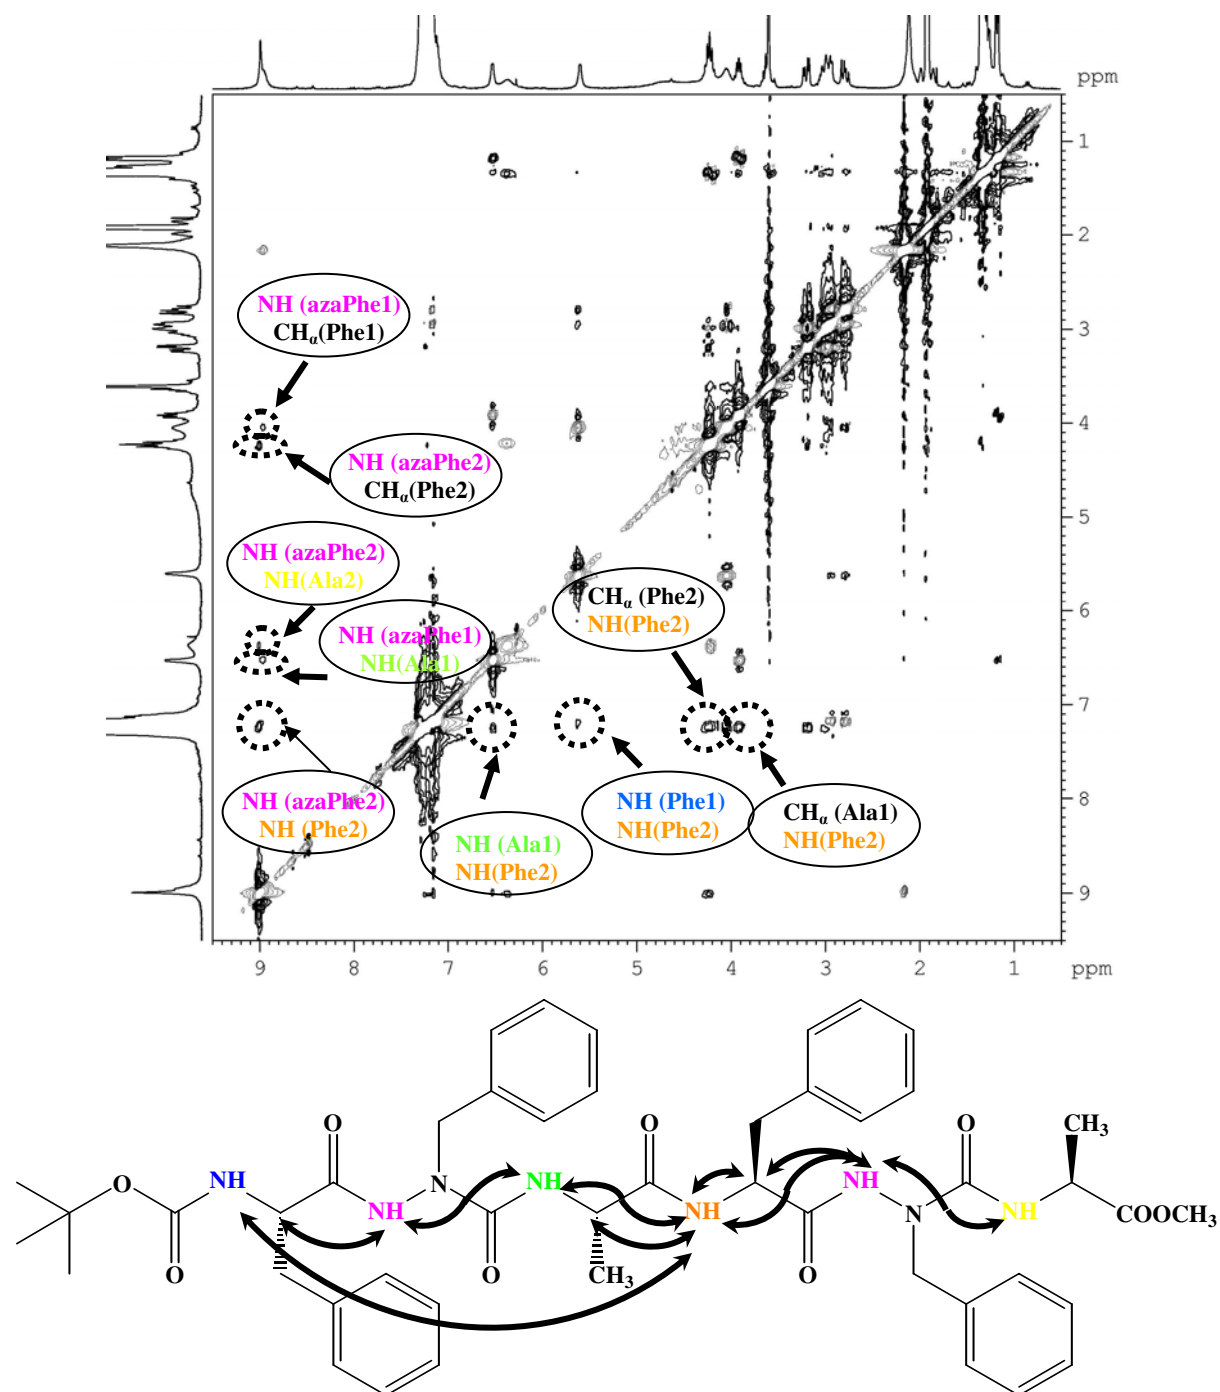 ppm
1
2
NH (azaPhe1)
CHα(Phe1)
3
4
NH (azaPhe2)
CHα(Phe2)
5
NH (azaPhe2)
NH(Ala2)
CHα (Phe2)
NH(Phe2)
6
NH (azaPhe1)
NH(Ala1)
7
NH (azaPhe2)
NH (Phe2)
NH (Ala1)
NH(Phe2)
NH (Phe1)
NH(Phe2)
CHα (Ala1)
NH(Phe2)
8
9
9 8 7 6 5 4 3 2 1 ppm
O O O CH3
O NH N NH NH O
NH NH N NH COOCH3
O O CH3 O